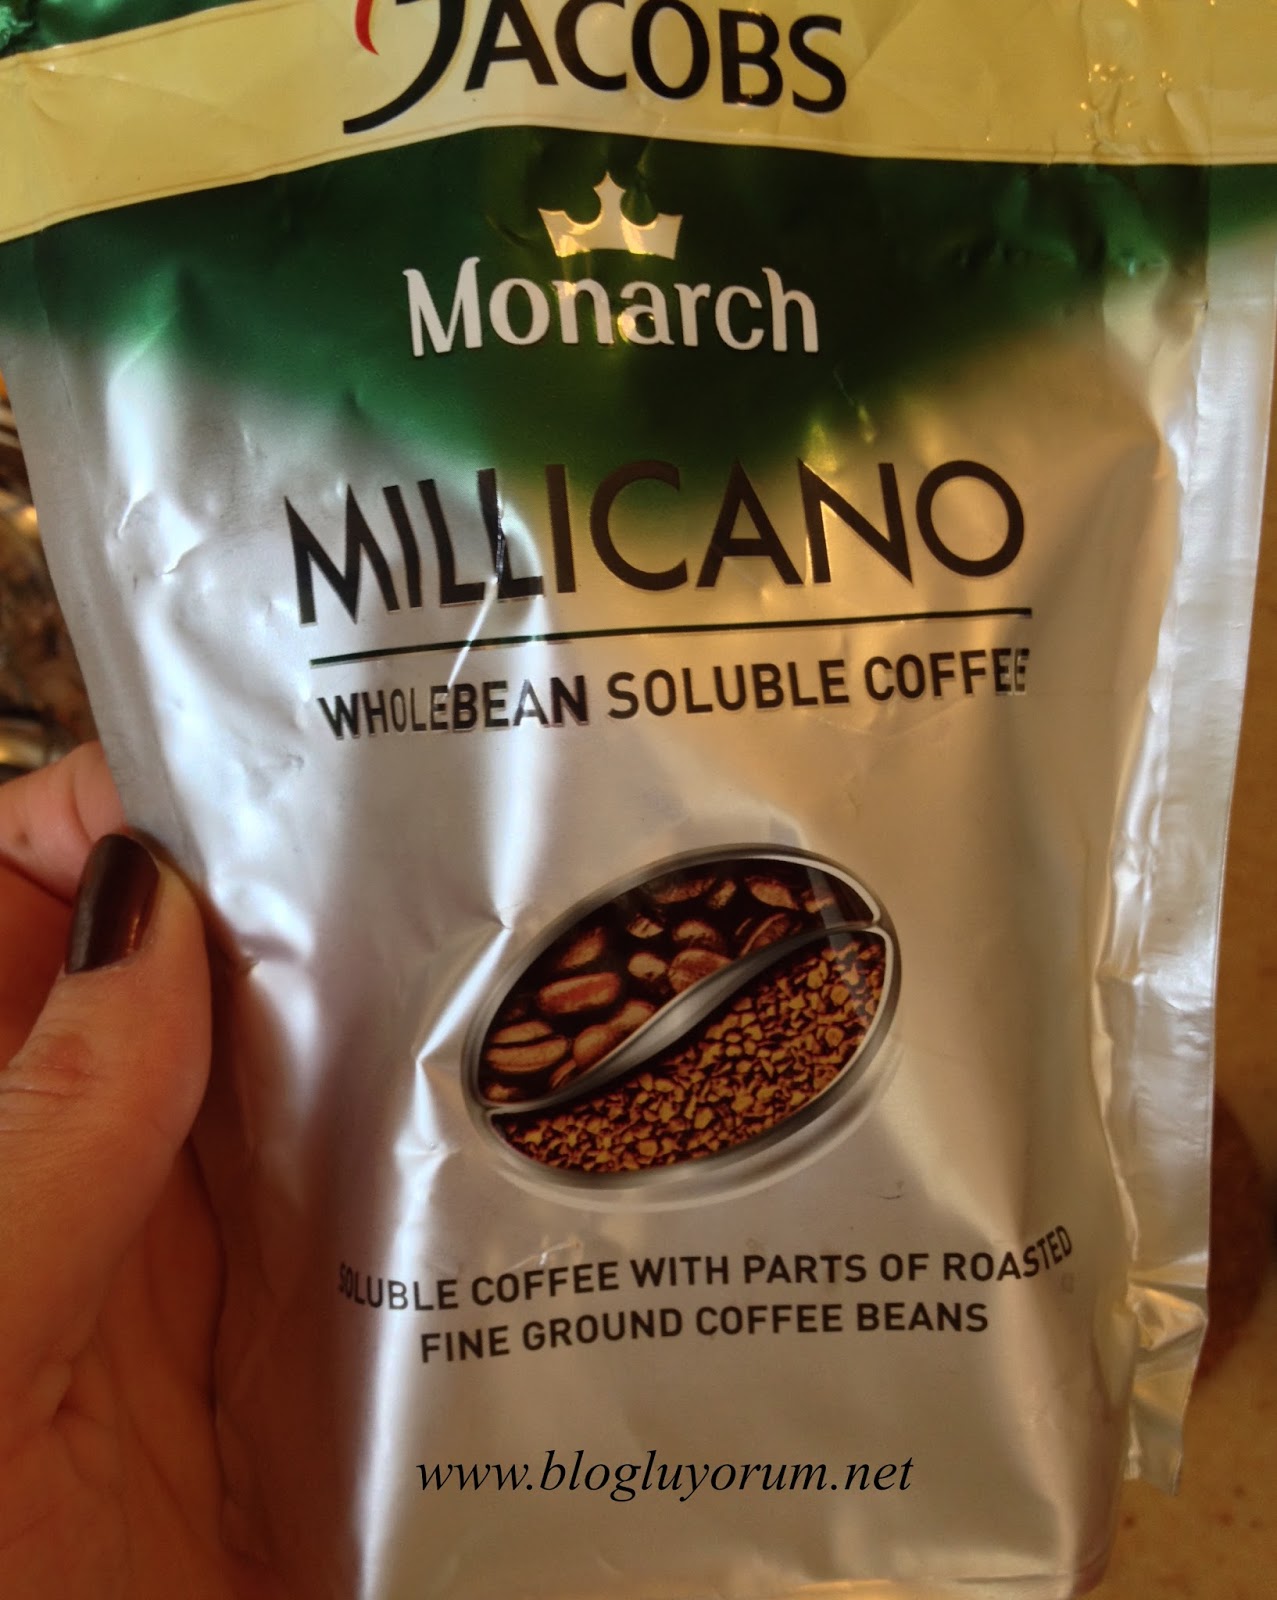 JACOBS
Monarch
MILLICANO
WHOLEBEAN SOLUBLE COFFEE
SOLUBLE COFFEE WITH PARTS OF ROASTED
FINE GROUND COFFEE BEANS
www.blogluyorum.net